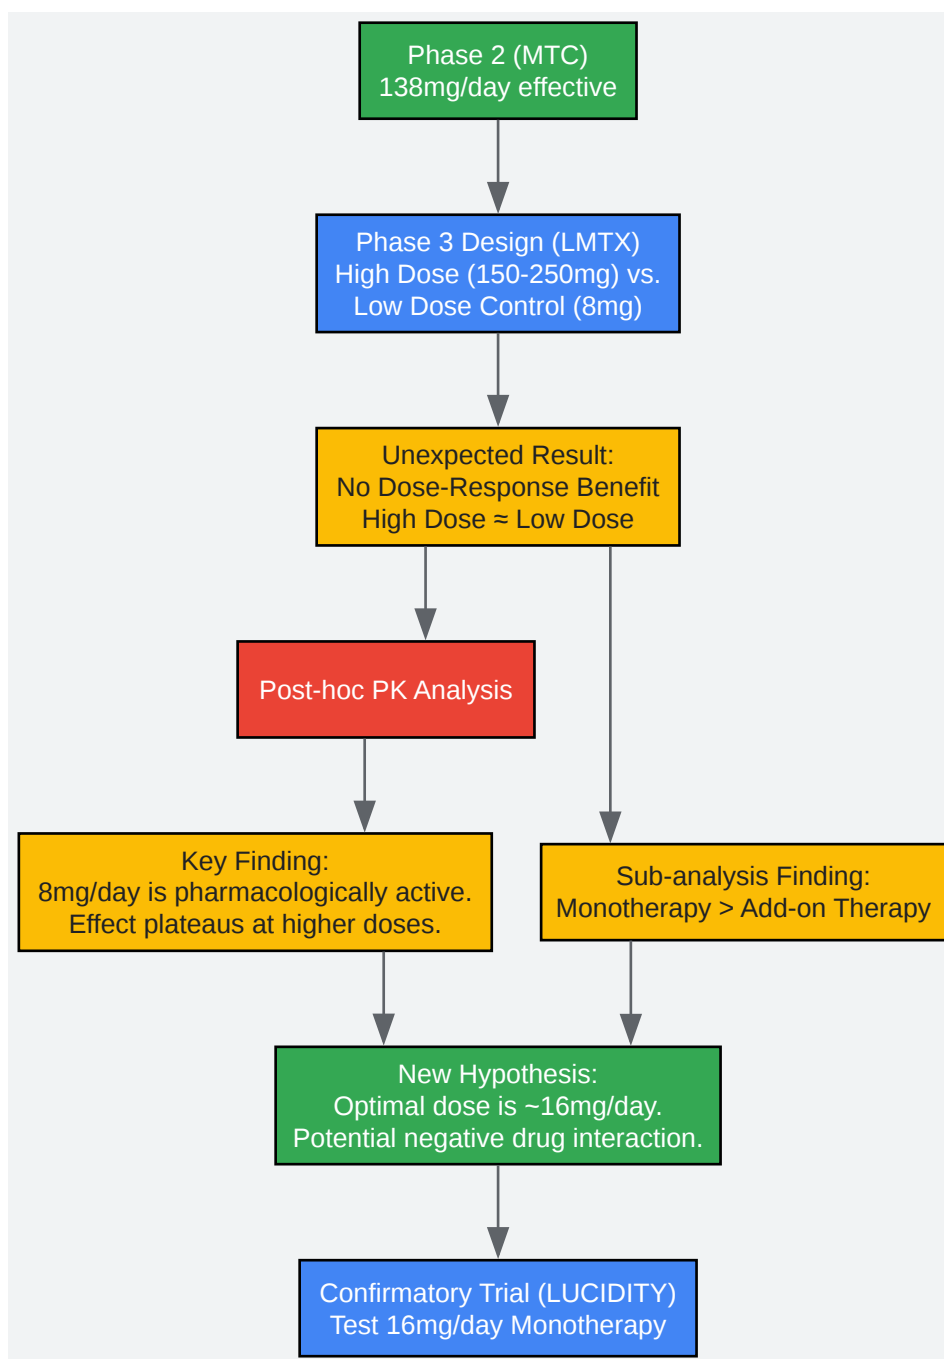 Phase 2 (MTC)
138mg/day effective
Phase 3 Design (LMTX)
High Dose (150-250mg) vs.
Low Dose Control (8mg)
Unexpected Result:
No Dose-Response Benefit
High Dose ≈ Low Dose
Post-hoc PK Analysis
Key Finding:
8mg/day is pharmacologically active.
Effect plateaus at higher doses.
Sub-analysis Finding:
Monotherapy > Add-on Therapy
New Hypothesis:
Optimal dose is ~16mg/day.
Potential negative drug interaction.
Confirmatory Trial (LUCIDITY)
Test 16mg/day Monotherapy